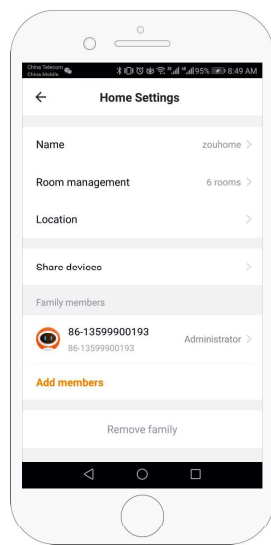 China Telecom
China Mobile
95% 8:49 AM
Home Settings
Name zouhome
Room management 6 rooms
Location
Share devices
Family members
86-13599900193 Administrator
86-13599900193
Add members
Remove family